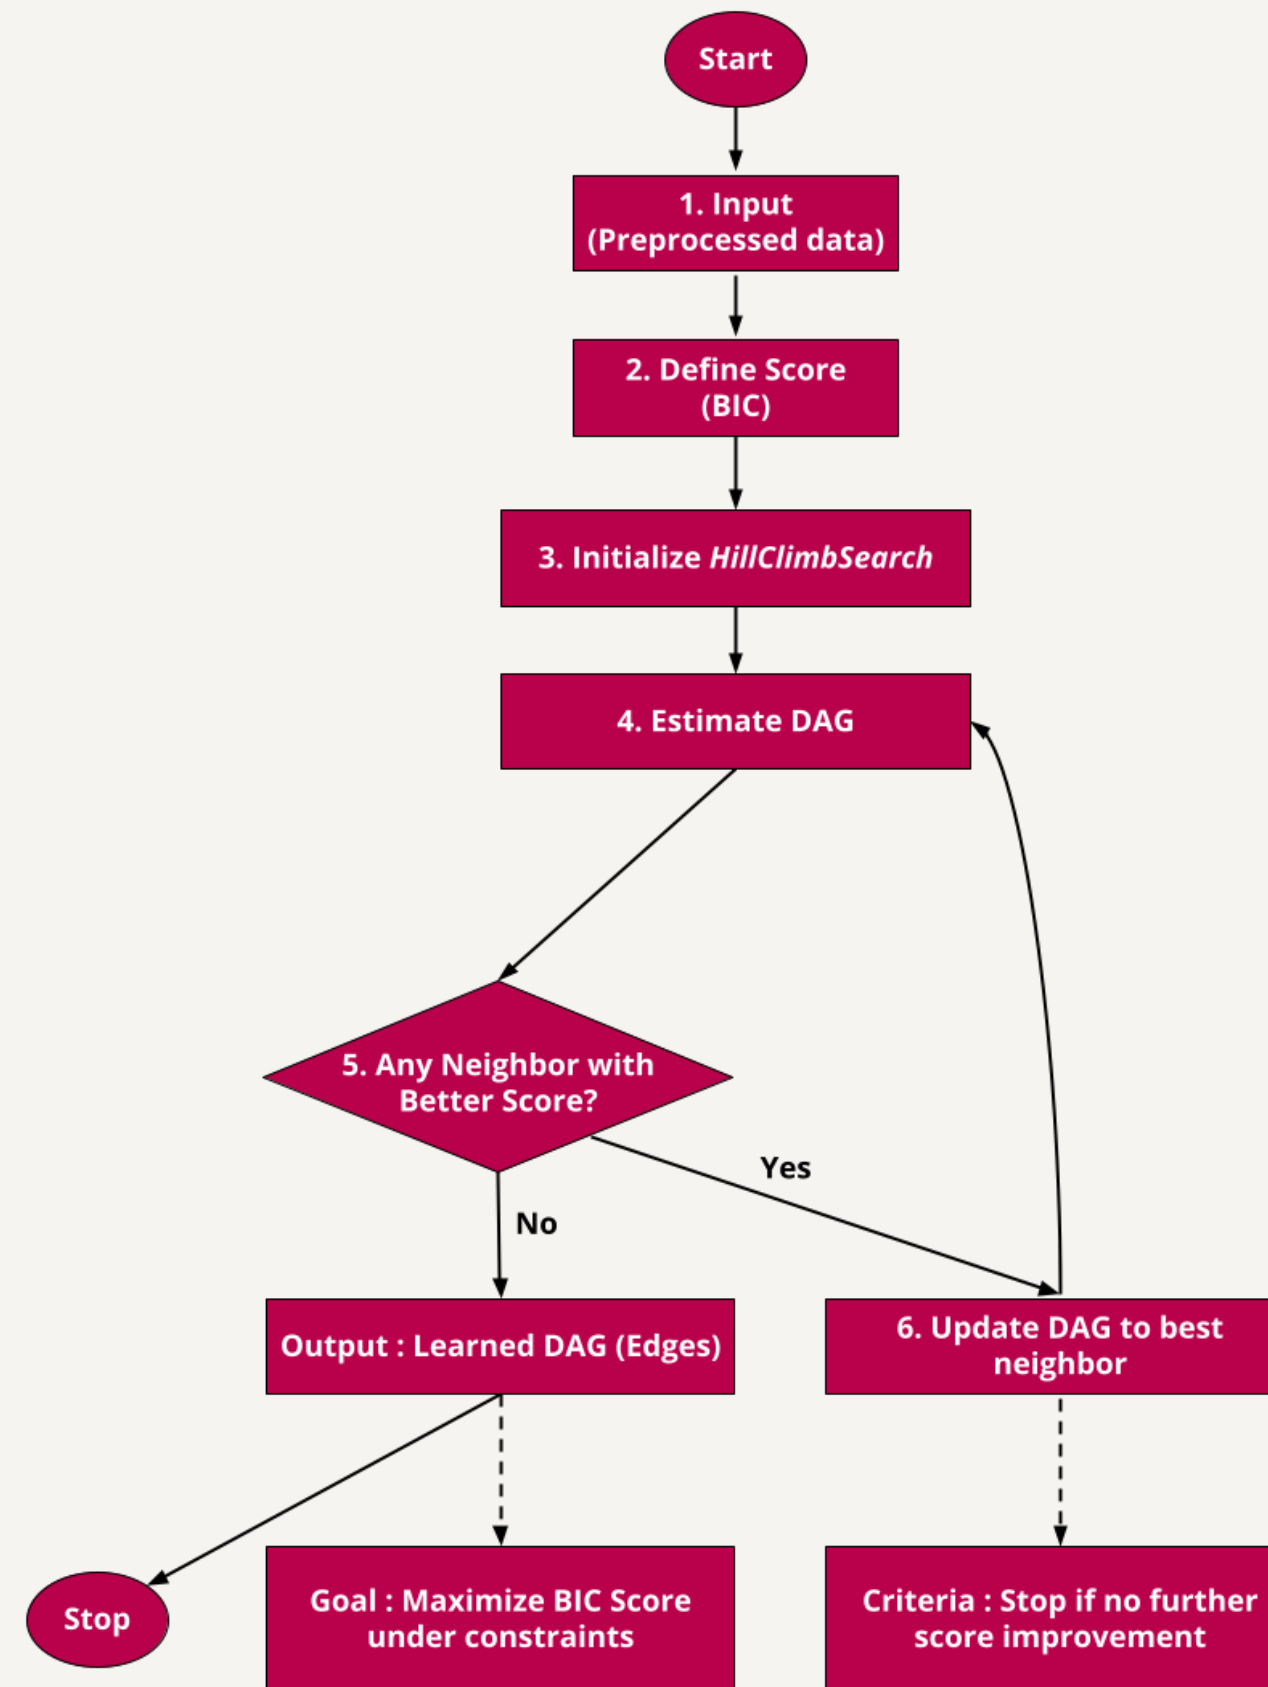 Start
1. Input
(Preprocessed data)
2. Define Score
(BIC)
3. Initialize HillClimbSearch
4. Estimate DAG
5. Any Neighbor with
Better Score?
Yes
No
Output : Learned DAG (Edges)
6. Update DAG to best
neighbor
Stop
Goal : Maximize BIC Score
under constraints
Criteria : Stop if no further
score improvement